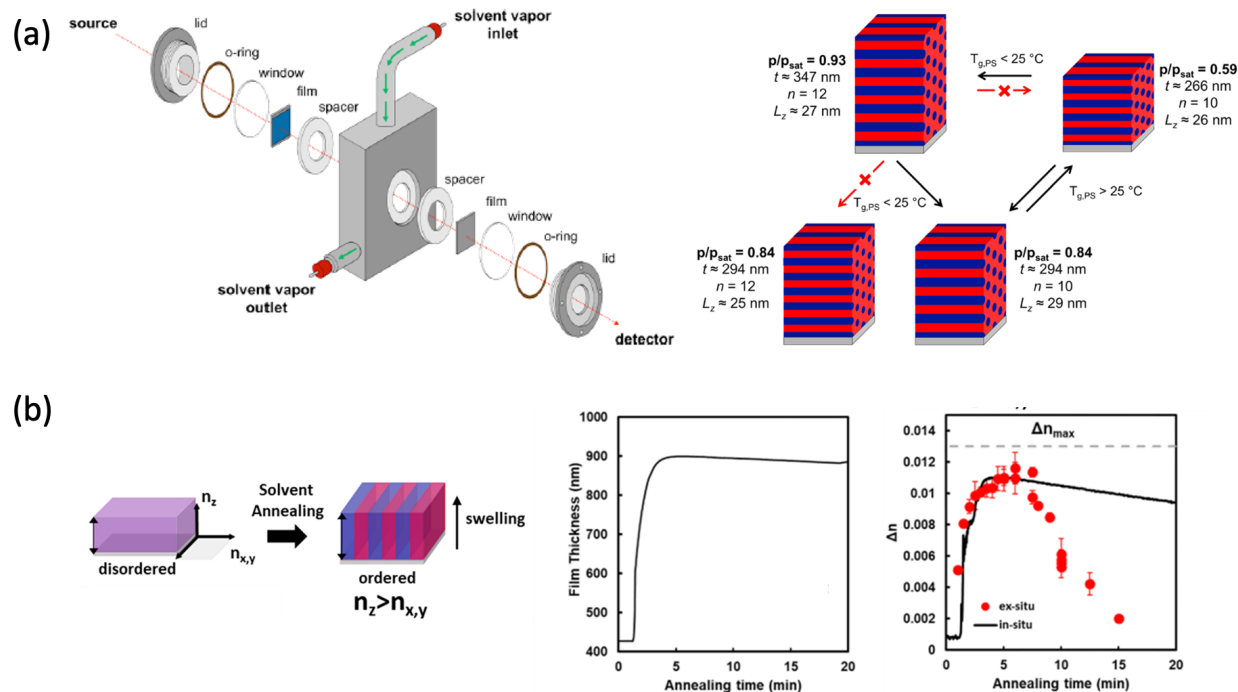 (a)
source
lid
o-ring
window
film
spacer
solvent vapor
inlet
spacer
film
window
o-ring
lid
solvent vapor
outlet
detector
p/psat = 0.93
t ≈ 347 nm
n = 12
Lz ≈ 27 nm
Tg,PS < 25 °C
p/psat = 0.59
t ≈ 266 nm
n = 10
Lz ≈ 26 nm
Tg,PS < 25 °C
Tg,PS > 25 °C
p/psat = 0.84
t ≈ 294 nm
n = 12
Lz ≈ 25 nm
p/psat = 0.84
t ≈ 294 nm
n = 10
Lz ≈ 29 nm
(b)
nz
nx,y
disordered
Solvent
Annealing
swelling
ordered
nz>nx,y
Film Thickness (nm)
1000
900
800
700
600
500
400
0 5 10 15 20
Annealing time (min)
Δn
0.014
0.012
0.01
0.008
0.006
0.004
0.002
0
Δnmax
ex-situ
in-situ
0 5 10 15 20
Annealing time (min)